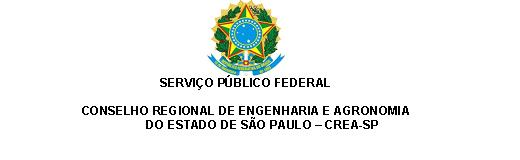 SERVIÇO PÚBLICO FEDERAL
CONSELHO REGIONAL DE ENGENHARIA E AGRONOMIA
DO ESTADO DE SÃO PAULO – CREA-SP